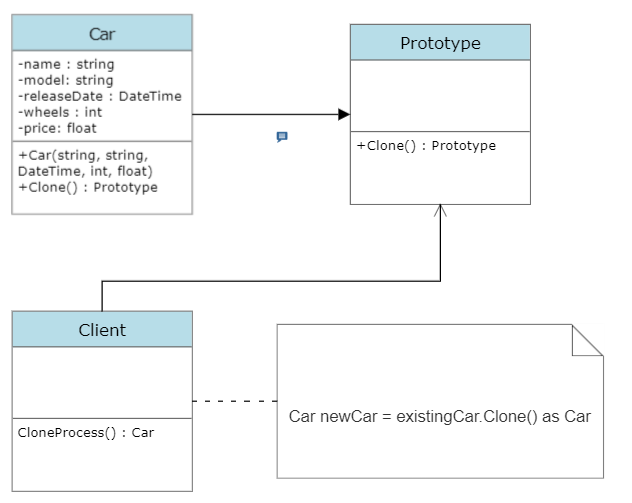 Car
-name : string
-model: string
-releaseDate : DateTime
-wheels : int
-price: float
+Car(string, string,
DateTime, int, float)
+Clone() : Prototype
Prototype
+Clone() : Prototype
Client
CloneProcess() : Car
Car newCar = existingCar.Clone() as Car